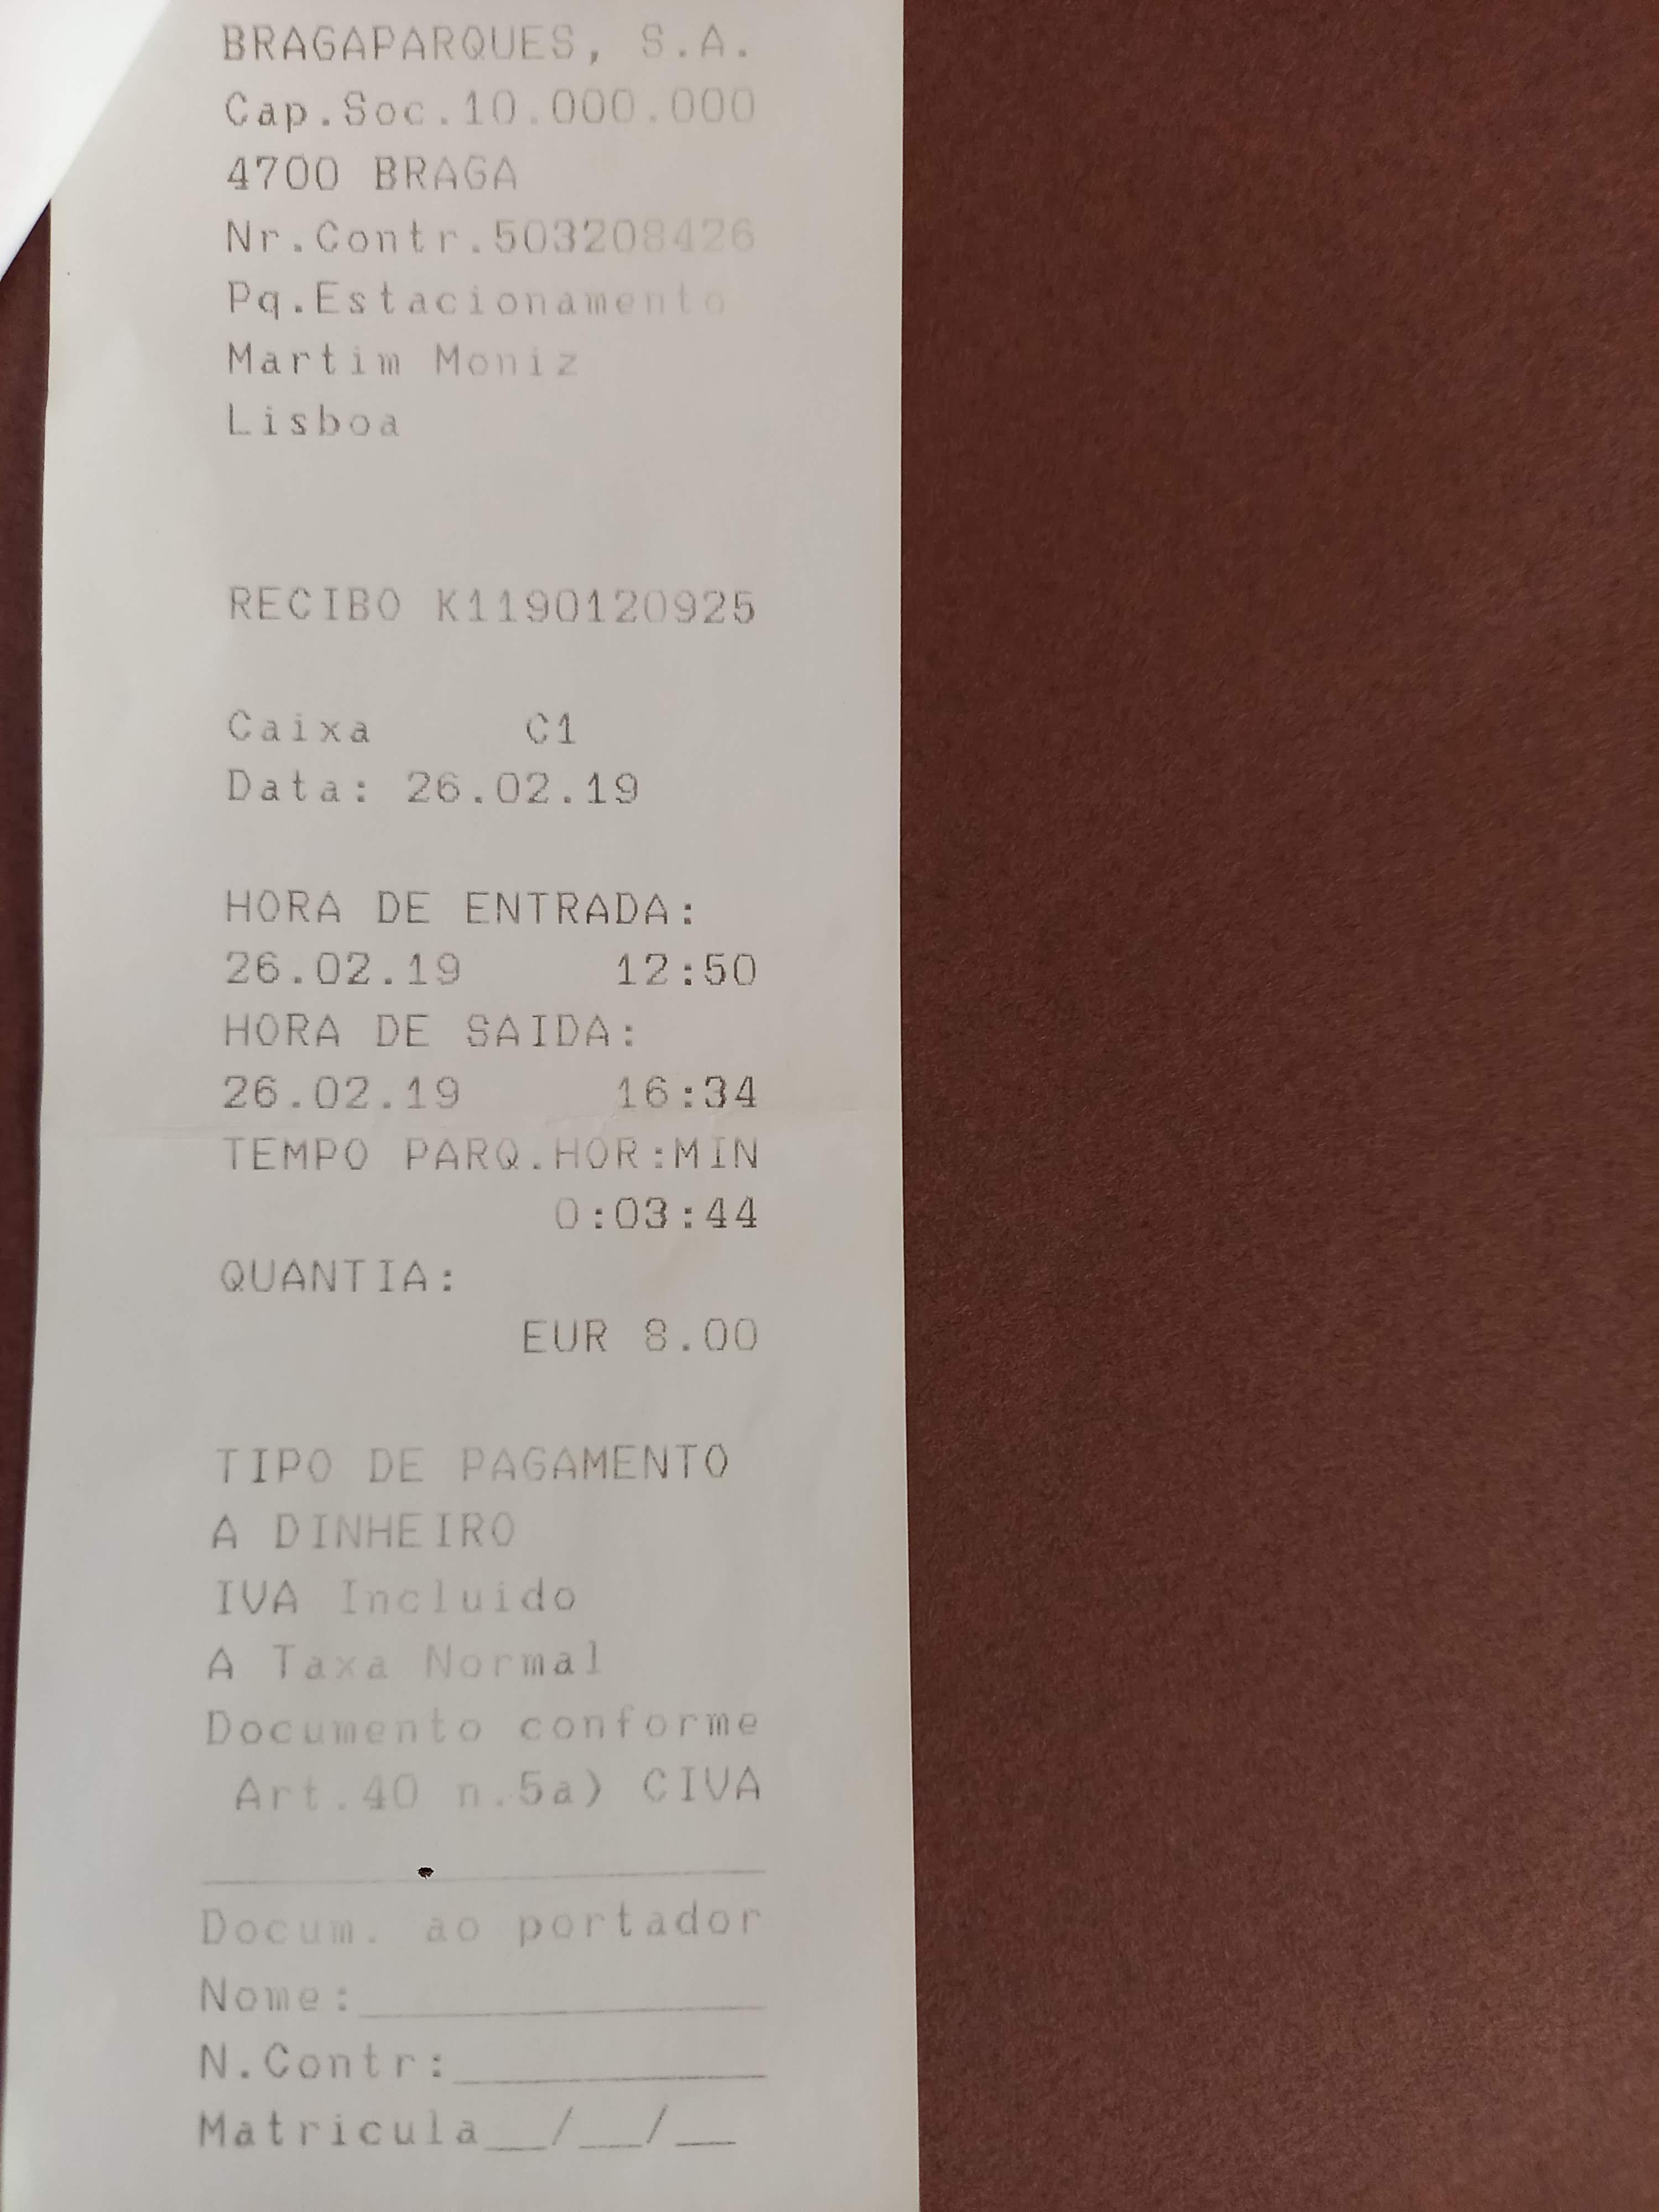 BRAGAPARQUES, S.A.
Cap.Soc.10.000.000
4700 BRAGA
Nr.Contr.503208426
Pq.Estacionamento
Martim Moniz
Lisboa
RECIBO K1190120925
Caixa C1
Data: 26.02.19
HORA DE ENTRADA:
26.02.19 12:50
HORA DE SAIDA:
26.02.19 16:34
TEMPO PARQ.HOR:MIN
0:03:44
QUANTIA:
EUR 8.00
TIPO DE PAGAMENTO
A DINHEIRO
IVA Incluido
A Taxa Normal
Documento conforme
Art.40 n.5a) CIVA
Docum. ao portador
Nome:______________
N.Contr:___________
Matricula__/__/__